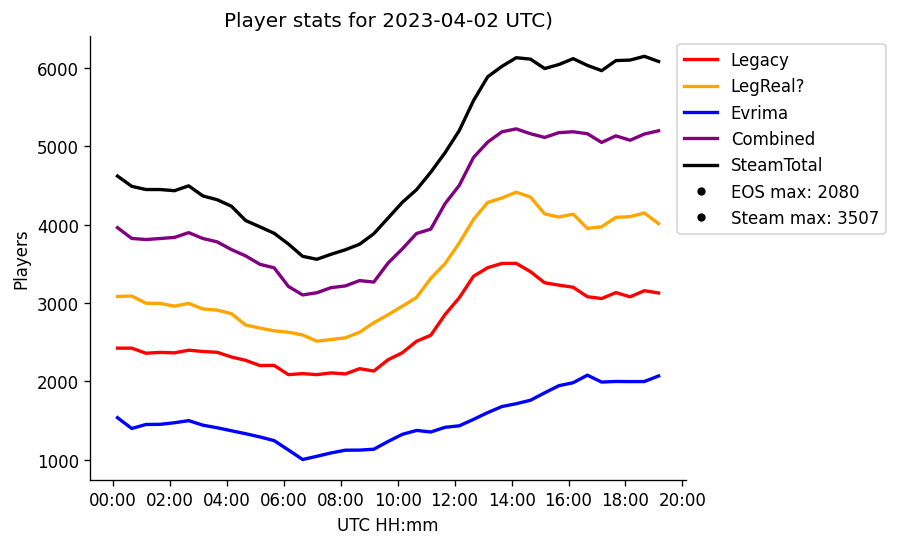 Player stats for 2023-04-02 UTC)
6000
5000
4000
3000
2000
1000
Players
00:00 02:00 04:00 06:00 08:00 10:00 12:00 14:00 16:00 18:00 20:00
UTC HH:mm
Legacy
LegReal?
Evrima
Combined
SteamTotal
EOS max: 2080
Steam max: 3507